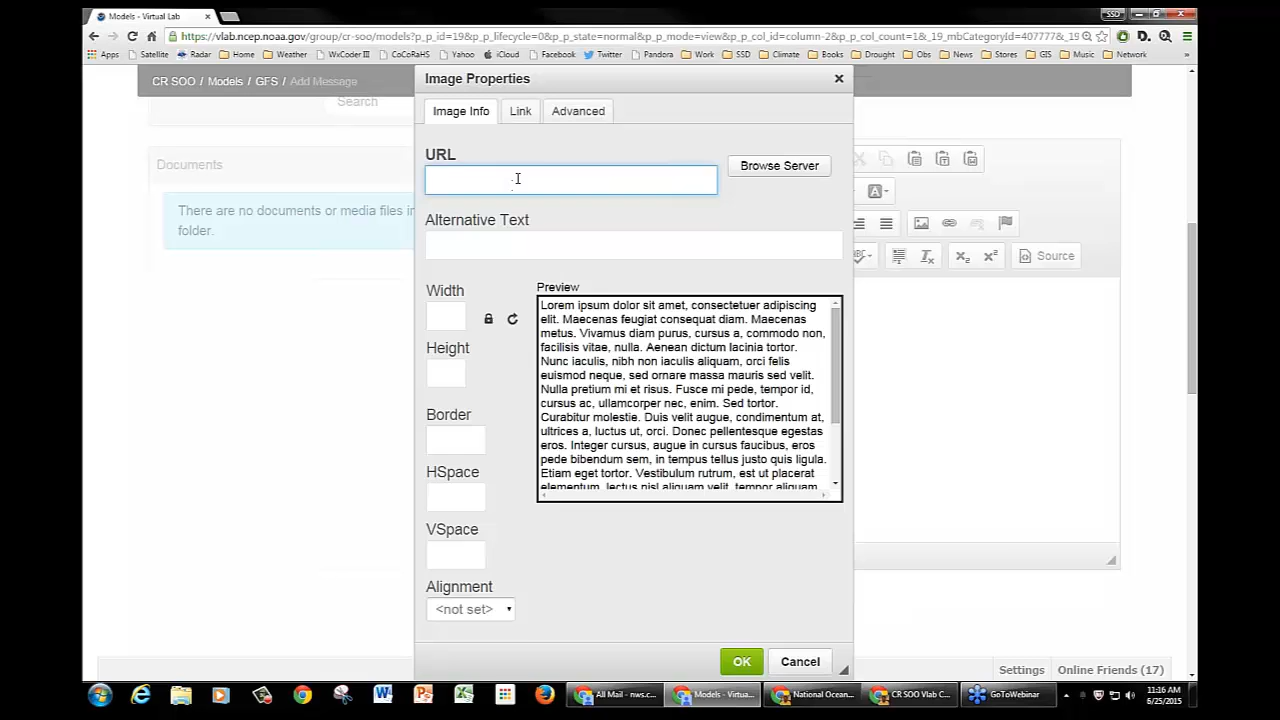 Models - Virtual Lab
SSD
https://vlab.ncep.noaa.gov/group/cr-soo/models?p_p_id=19&p_p_lifecycle=0&p_p_state=normal&p_p_mode=view&p_p_col_id=column-2&p_p_col_count=1&_19_mbCategoryId=407777&_19
Apps Satellite Radar Home Weather WxCoder III CoCoRaHS Yahoo iCloud Facebook Twitter Pandora Work SSD Climate Books Drought Obs News Stores GIS Music Network
CR SOO / Models / GFS / Add Message
Search
Documents
There are no documents or media files in
folder.
Image Properties
Image Info Link Advanced
URL
Browse Server
Alternative Text
Width
Height
Border
HSpace
VSpace
Alignment
<not set>
Preview
Lorem ipsum dolor sit amet, consectetuer adipiscing
elit. Maecenas feugiat consequat diam. Maecenas
metus. Vivamus diam purus, cursus a, commodo non,
facilisis vitae, nulla. Aenean dictum lacinia tortor.
Nunc iaculis, nibh non iaculis aliquam, orci felis
euismod neque, sed ornare massa mauris sed velit.
Nulla pretium mi et risus. Fusce mi pede, tempor id,
cursus ac, ullamcorper nec, enim. Sed tortor.
Curabitur molestie. Duis velit augue, condimentum at,
ultrices a, luctus ut, orci. Donec pellentesque egestas
eros. Integer cursus, augue in cursus faucibus, eros
pede bibendum sem, in tempus tellus justo quis ligula.
Etiam eget tortor. Vestibulum rutrum, est ut placerat
elementum, lectus nisl aliquam velit, tempor aliquam
OK Cancel
Source
Settings Online Friends (17)
All Mail - nws.c... Models - Virtua... National Ocean... CR SOO Vlab C... GoToWebinar
11:16 AM
6/25/2015